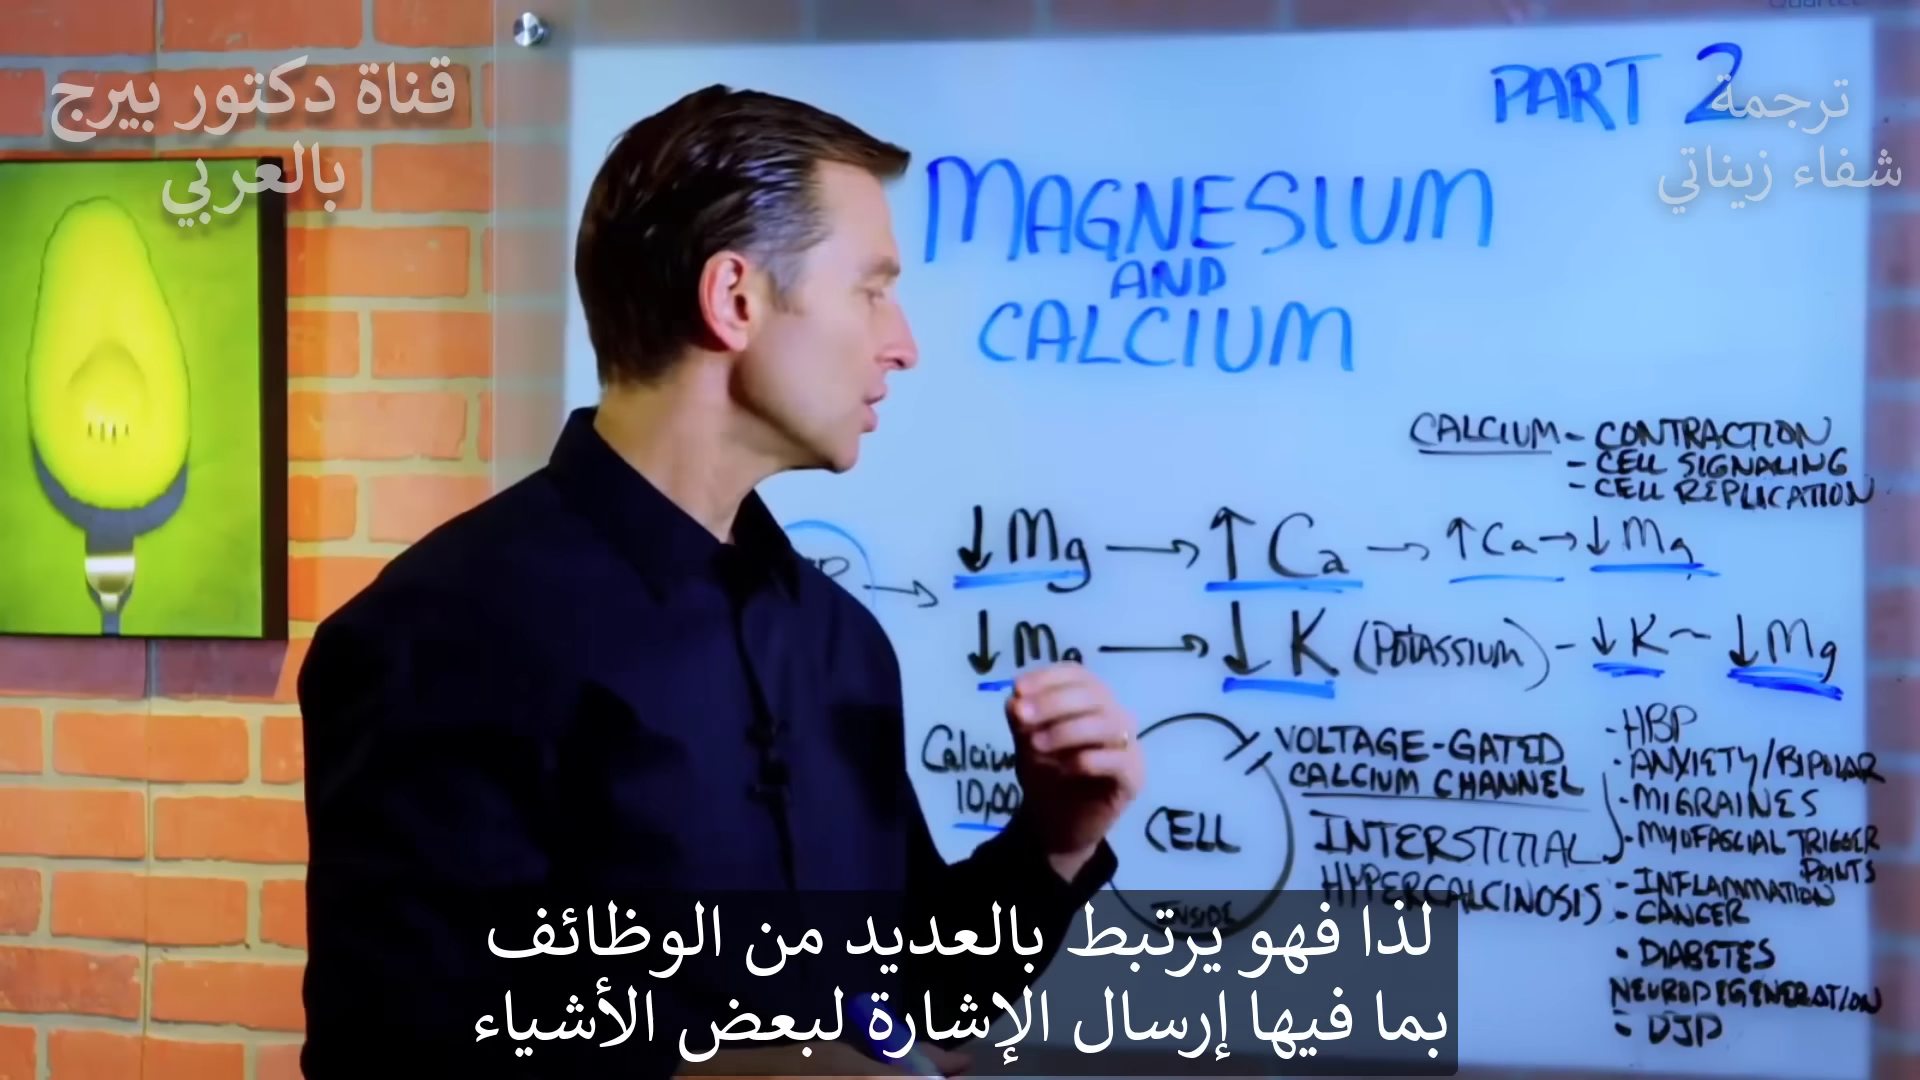 قناة دكتور بيرج
بالعربي
ترجمة
شفاء زيناتي
PART 2
MAGNESIUM
AND
CALCIUM
CALCIUM - CONTRACTION
- CELL SIGNALING
- CELL REPLICATION
↓Mg → ↑Ca → ↑Ca → ↓Mg
↓Mg → ↓K (POTASSIUM) - ↓K ~ ↓Mg
VOLTAGE-GATED
CALCIUM CHANNEL
CELL
INSIDE
INTERSTITIAL
HYPERCALCINOSIS
- HBP
- ANXIETY/BIPOLAR
- MIGRAINES
- MYOFASCIAL TRIGGER
POINTS
- INFLAMMATION
- CANCER
• DIABETES
NEURODEGENERATION
• DJD
لذا فهو يرتبط بالعديد من الوظائف
بما فيها إرسال الإشارة لبعض الأشياء